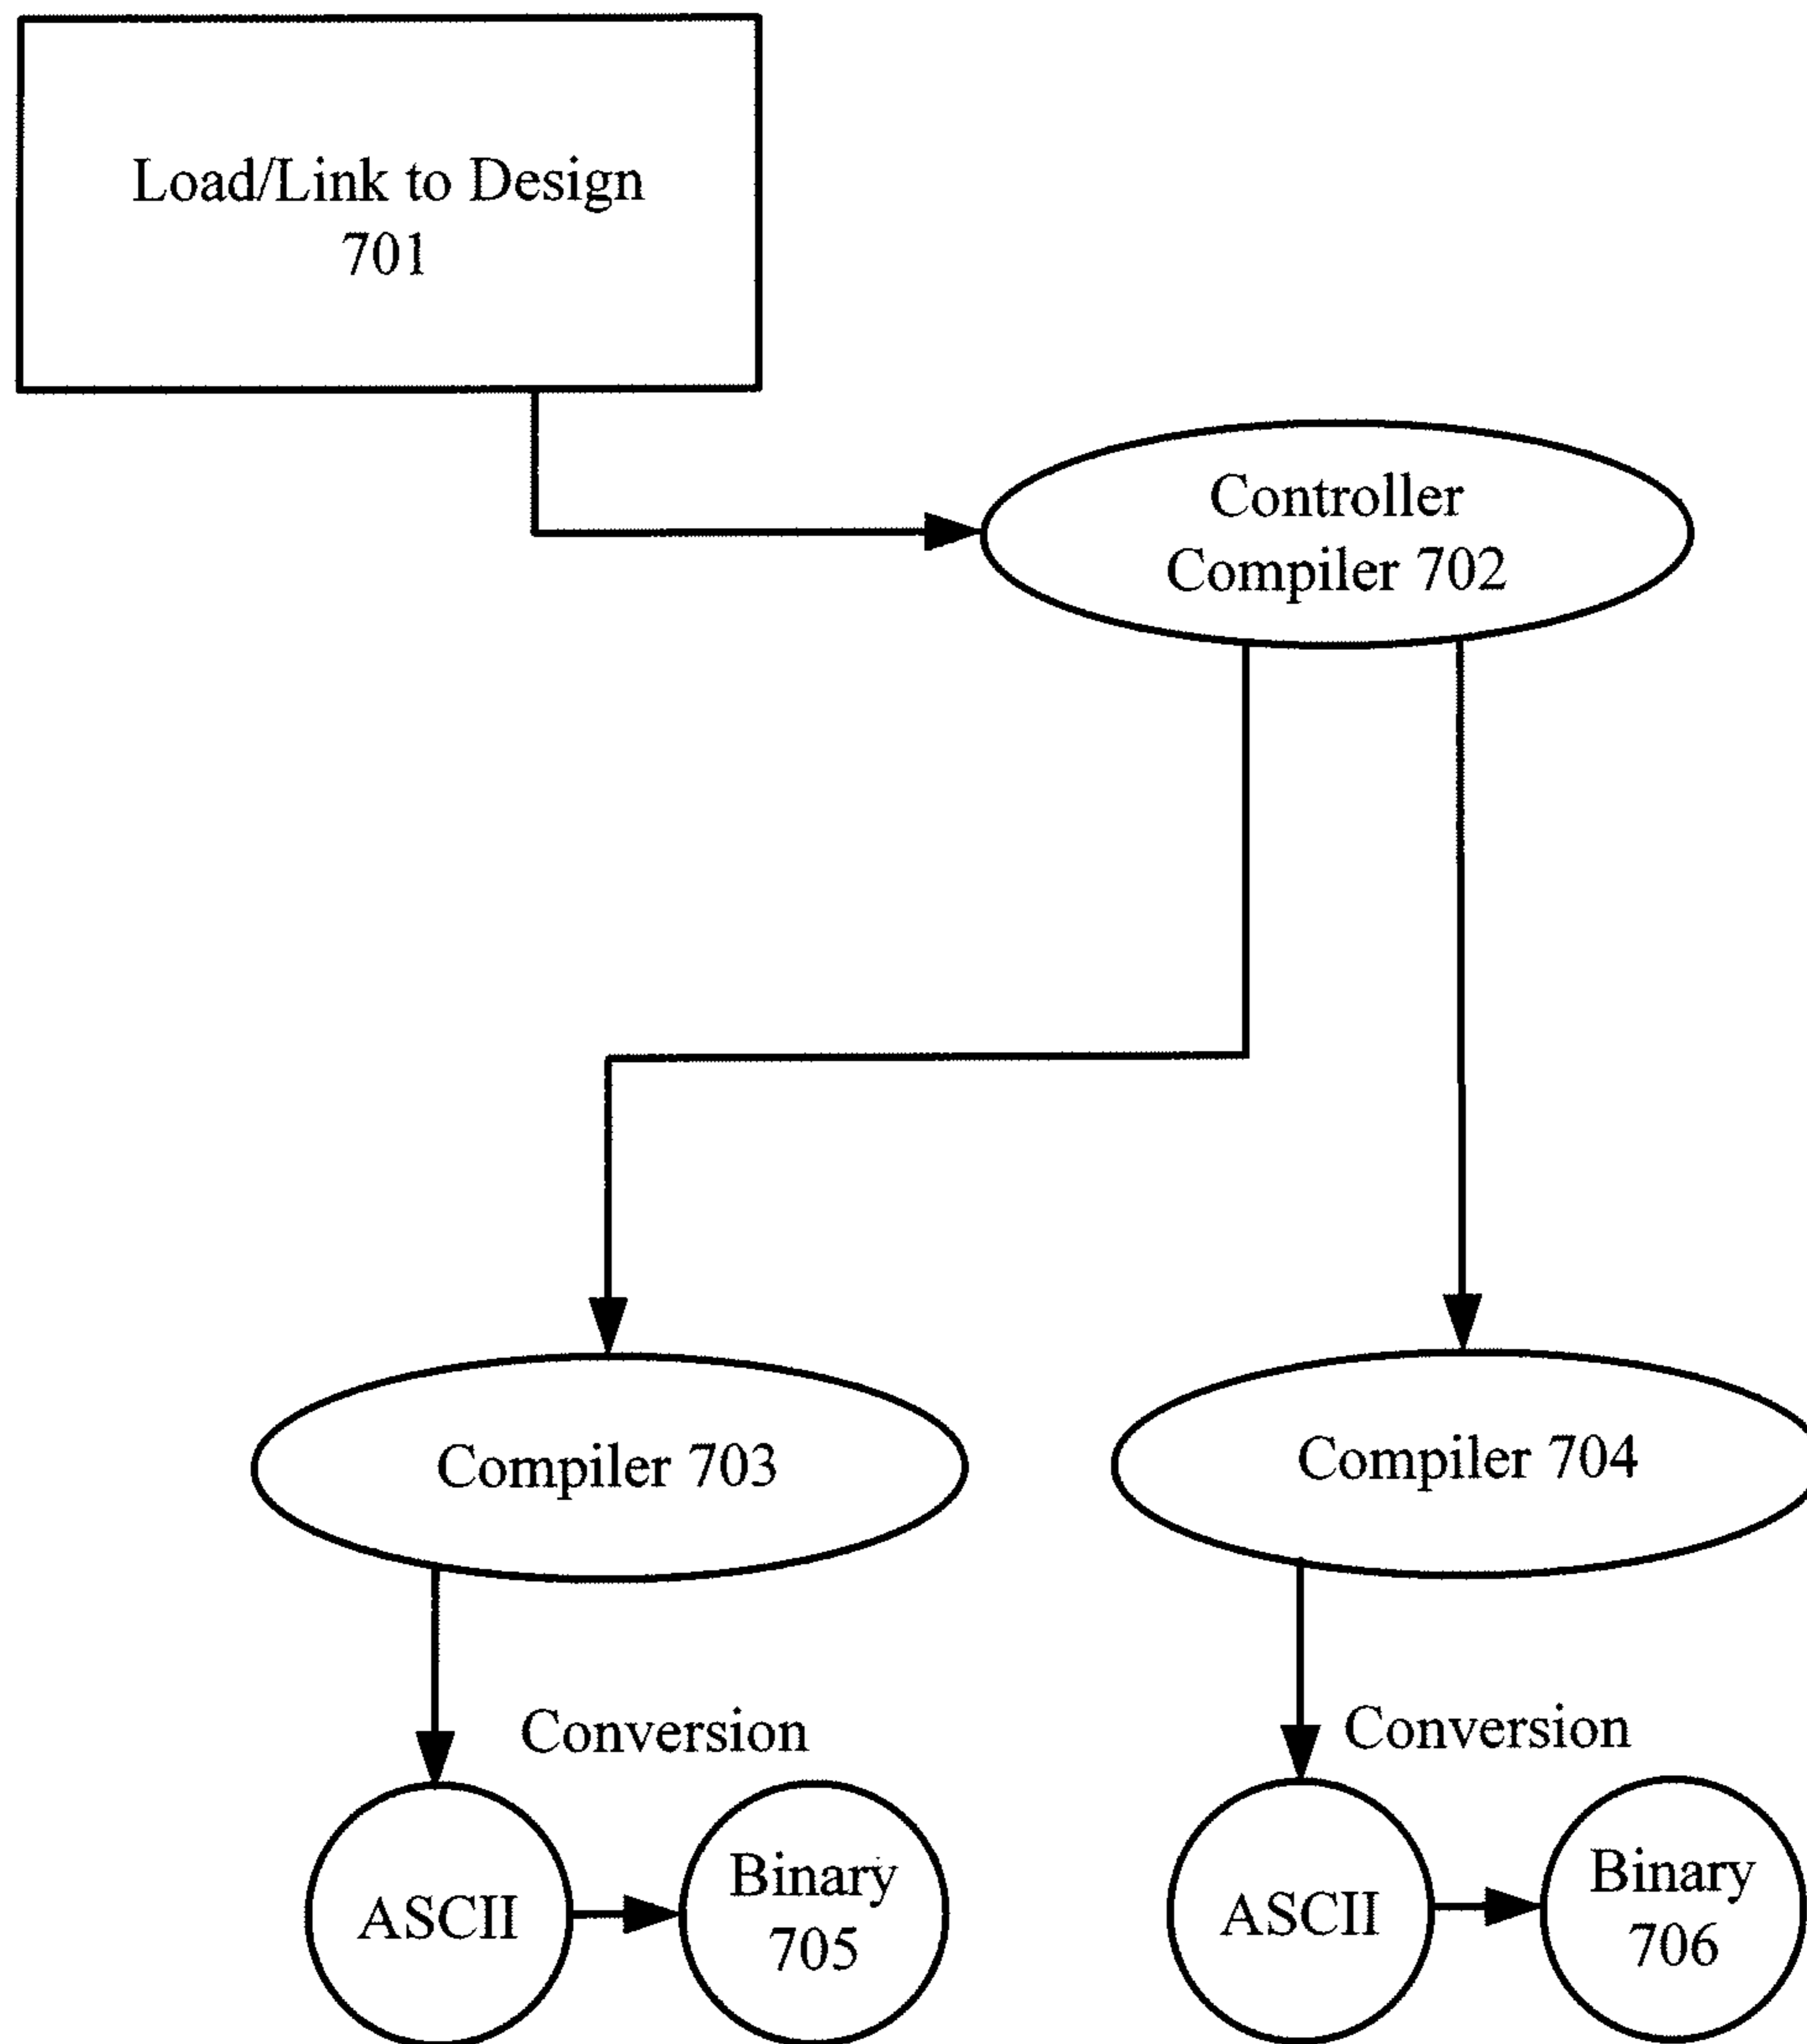 Load/Link to Design
701
Controller
Compiler 702
Compiler 703
Compiler 704
Conversion
Conversion
ASCII
Binary
705
ASCII
Binary
706